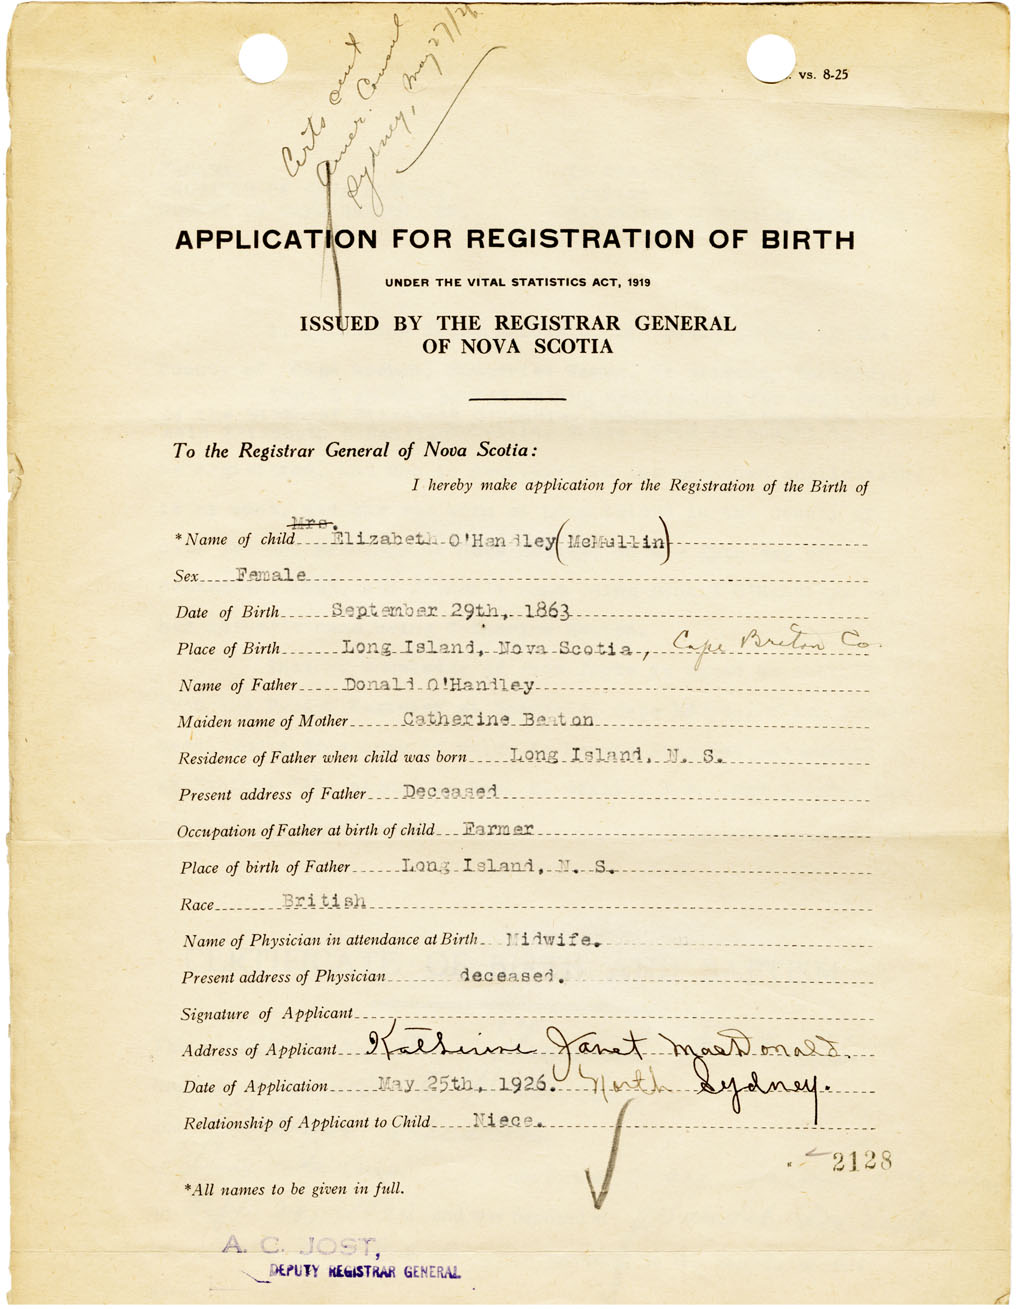 Certs sent
Amer. Consul
Sydney, May 27/26
vs. 8-25
APPLICATION FOR REGISTRATION OF BIRTH
UNDER THE VITAL STATISTICS ACT, 1919
ISSUED BY THE REGISTRAR GENERAL
OF NOVA SCOTIA
To the Registrar General of Nova Scotia:
I hereby make application for the Registration of the Birth of
Mrs.
*Name of child Elizabeth O'Handley (McMullin)
Sex Female
Date of Birth September 29th, 1863
Place of Birth Long Island, Nova Scotia, Cape Breton Co.
Name of Father Donald O'Handley
Maiden name of Mother Catherine Beaton
Residence of Father when child was born Long Island, N. S.
Present address of Father Deceased
Occupation of Father at birth of child Farmer
Place of birth of Father Long Island, N. S.
Race British
Name of Physician in attendance at Birth Midwife.
Present address of Physician deceased.
Signature of Applicant
Address of Applicant Katherine Janet MacDonald.
Date of Application May 25th, 1926. North Sydney.
Relationship of Applicant to Child Niece.
2128
*All names to be given in full.
A. C. JOST,
DEPUTY REGISTRAR GENERAL